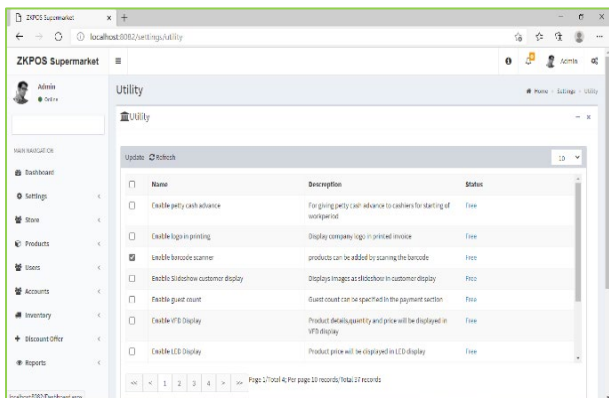 ZKPOS Supermarket
localhost:8082/settings/utility
ZKPOS Supermarket
0
Admin
Admin
Online
Utility
Home > Settings > Utility
Utility
MAIN NAVIGATION
Update Refresh
10
Dashboard
Name Description Status
Settings
Enable petty cash advance For giving petty cash advance to cashiers for starting of workperiod Free
Store
Enable logo in printing Display company logo in printed invoice Free
Products
Enable barcode scanner products can be added by scaning the barcode Free
Users
Enable Slideshow customer display Displays images as slideshow in customer display Free
Accounts
Enable guest count Guest count can be specified in the payment section Free
Inventory
Enable VFD Display Product details,quantity and price will be displayed in VFD display Free
Discount Offer
Enable LED Display Product price will be displayed in LED display Free
Reports
<< < 1 2 3 4 > >> Page 1/Total 4; Per page 10 records/Total 37 records